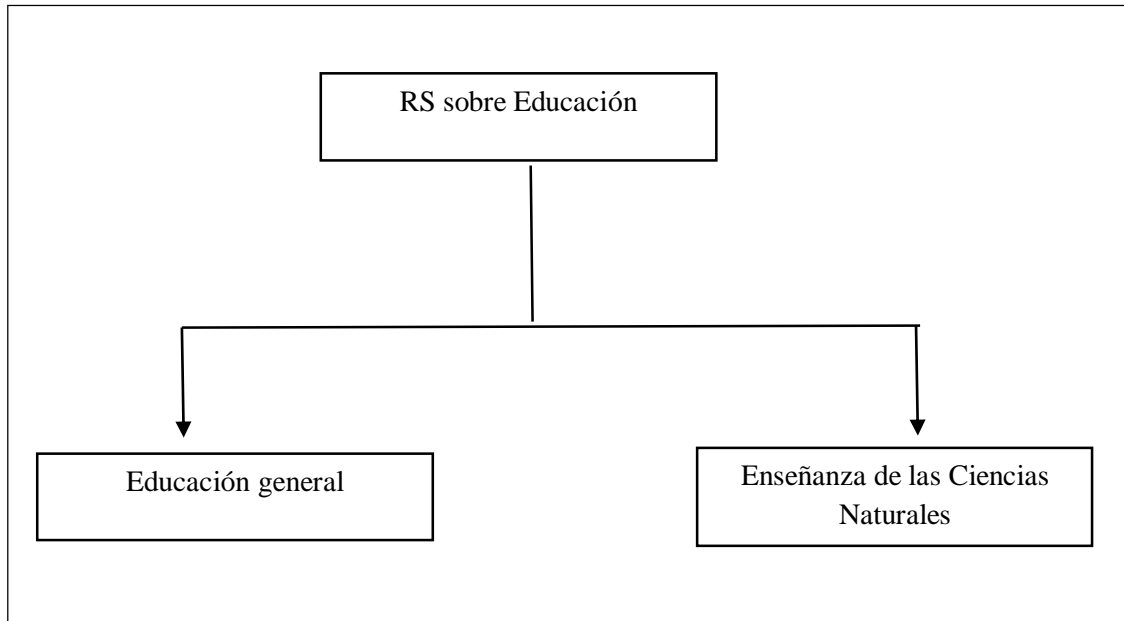 RS sobre Educación
Educación general
Enseñanza de las Ciencias
Naturales